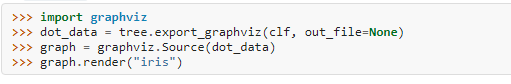 >>> import graphviz
>>> dot_data = tree.export_graphviz(clf, out_file=None)
>>> graph = graphviz.Source(dot_data)
>>> graph.render("iris")